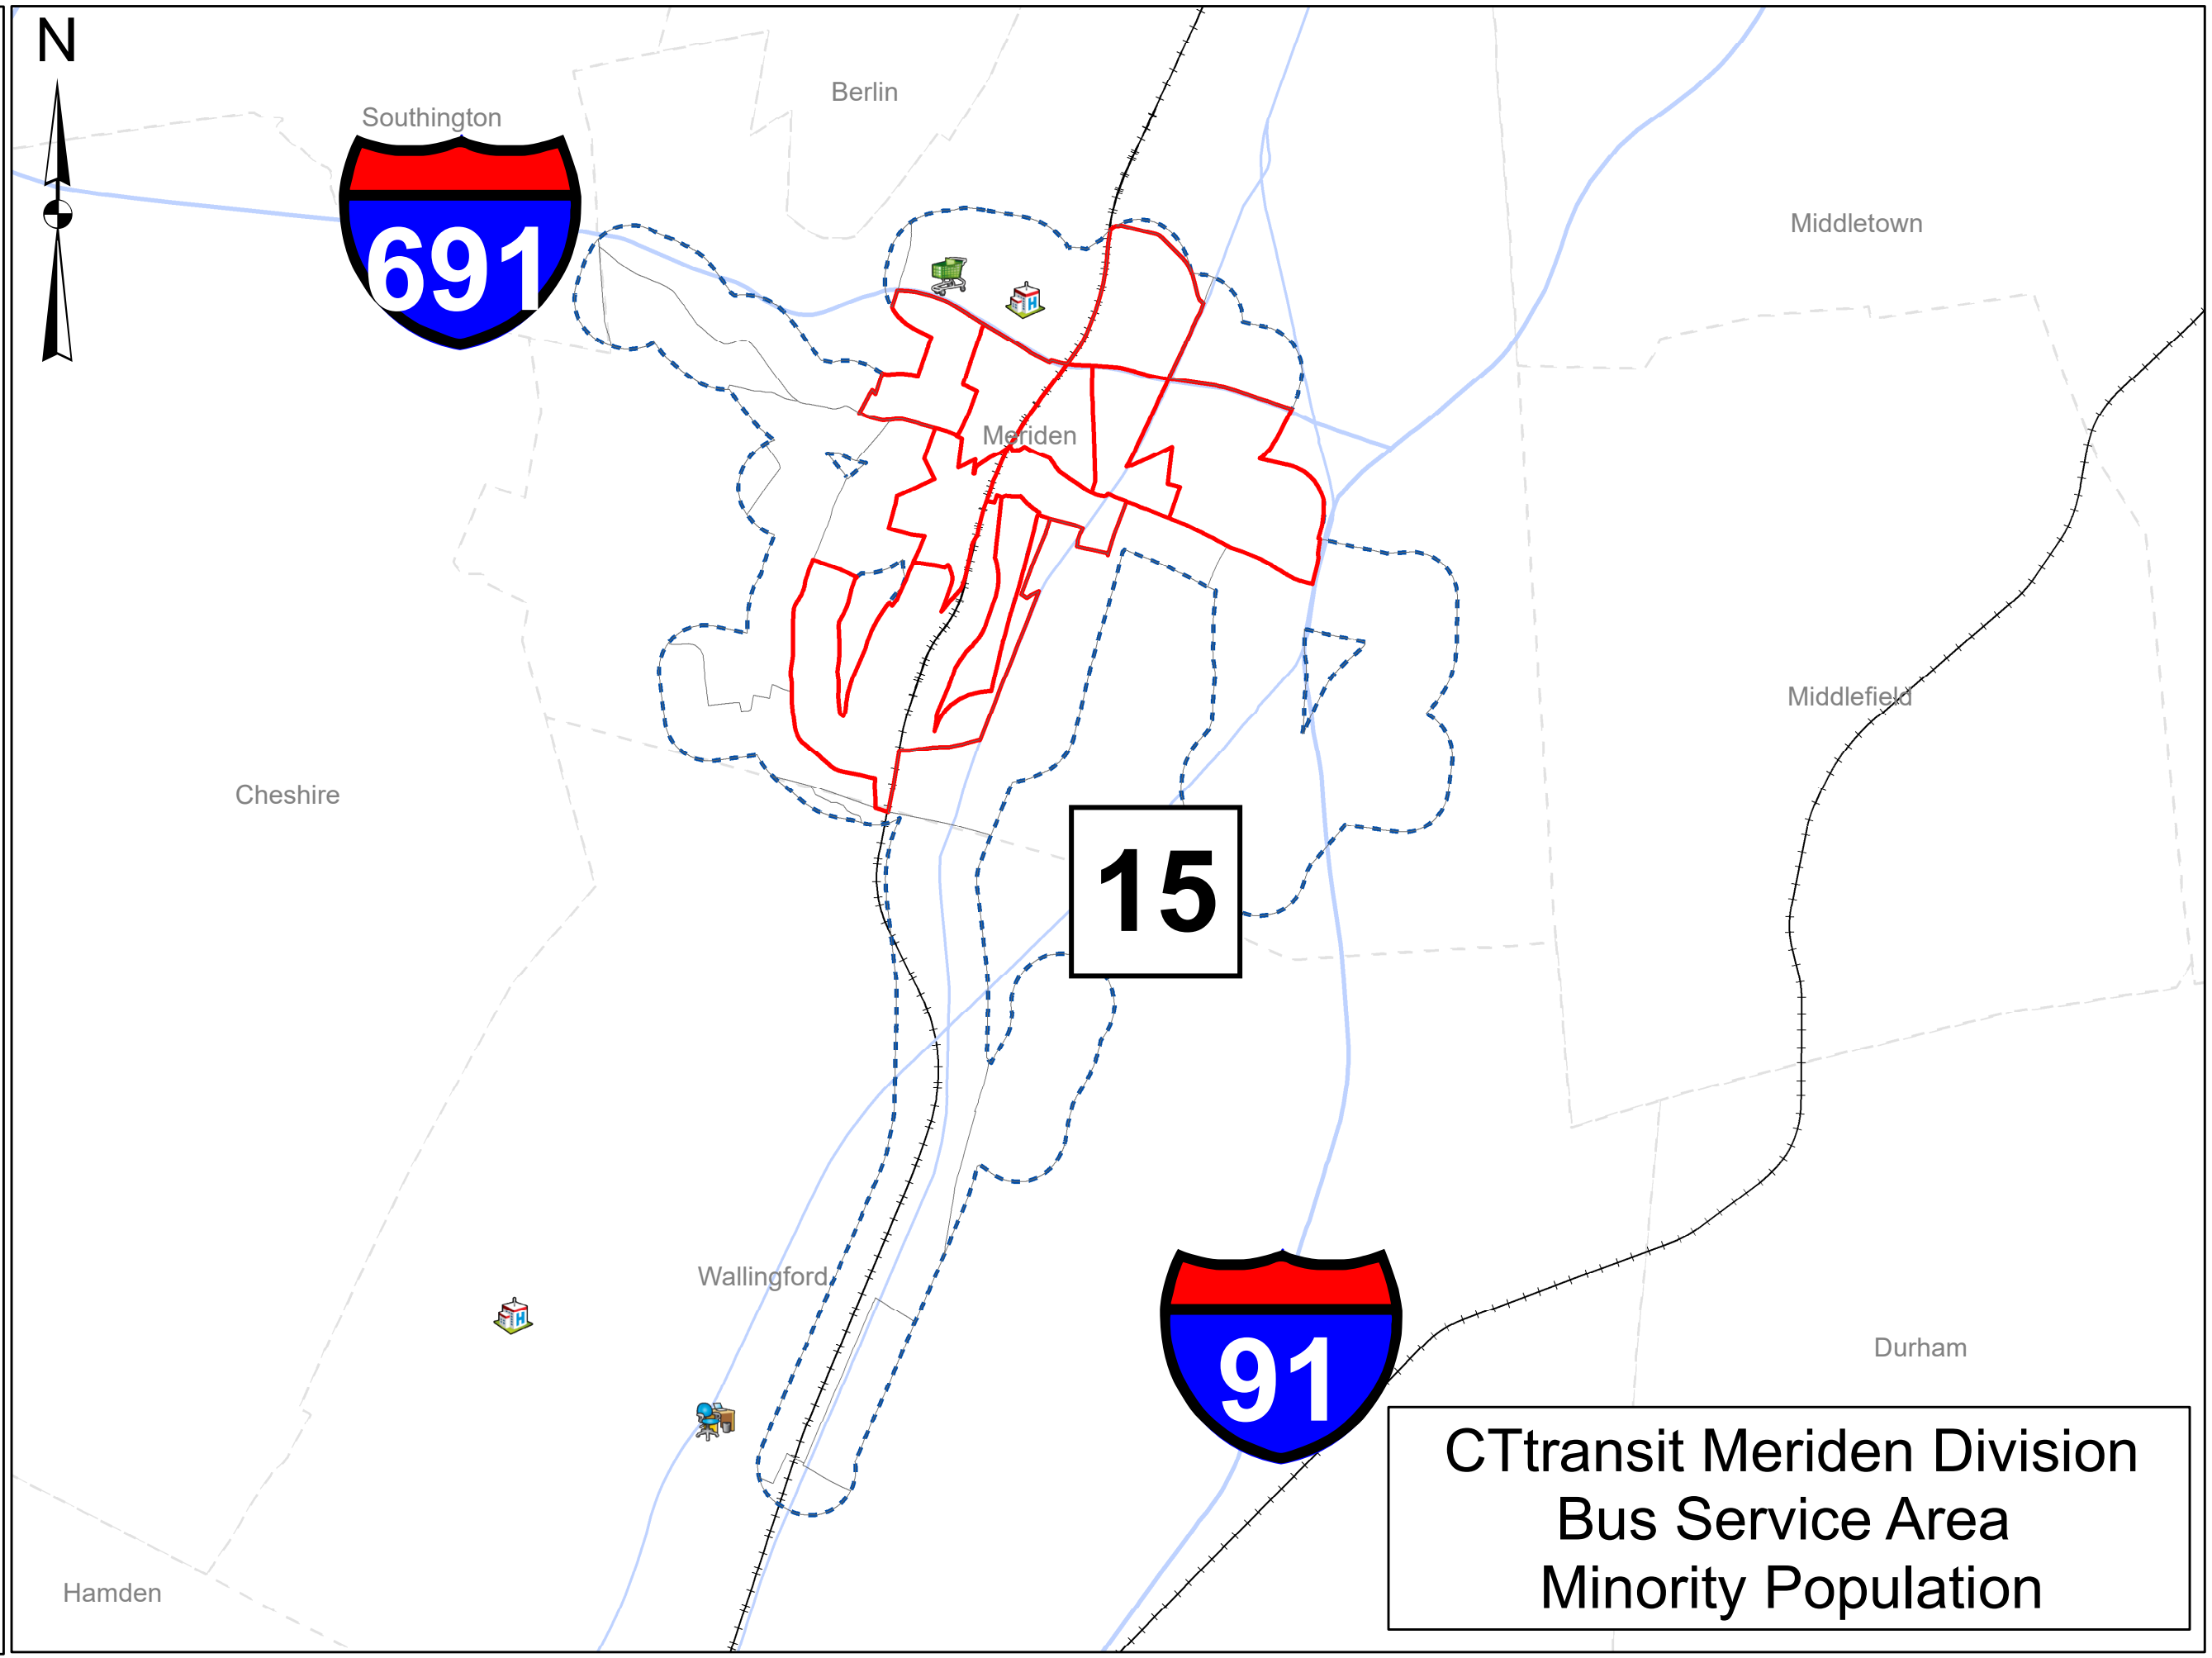 N
Berlin
Southington
691
Middletown
Meriden
Middlefield
Cheshire
15
Wallingford
H
H
91
Durham
CTtransit Meriden Division
Bus Service Area
Minority Population
Hamden